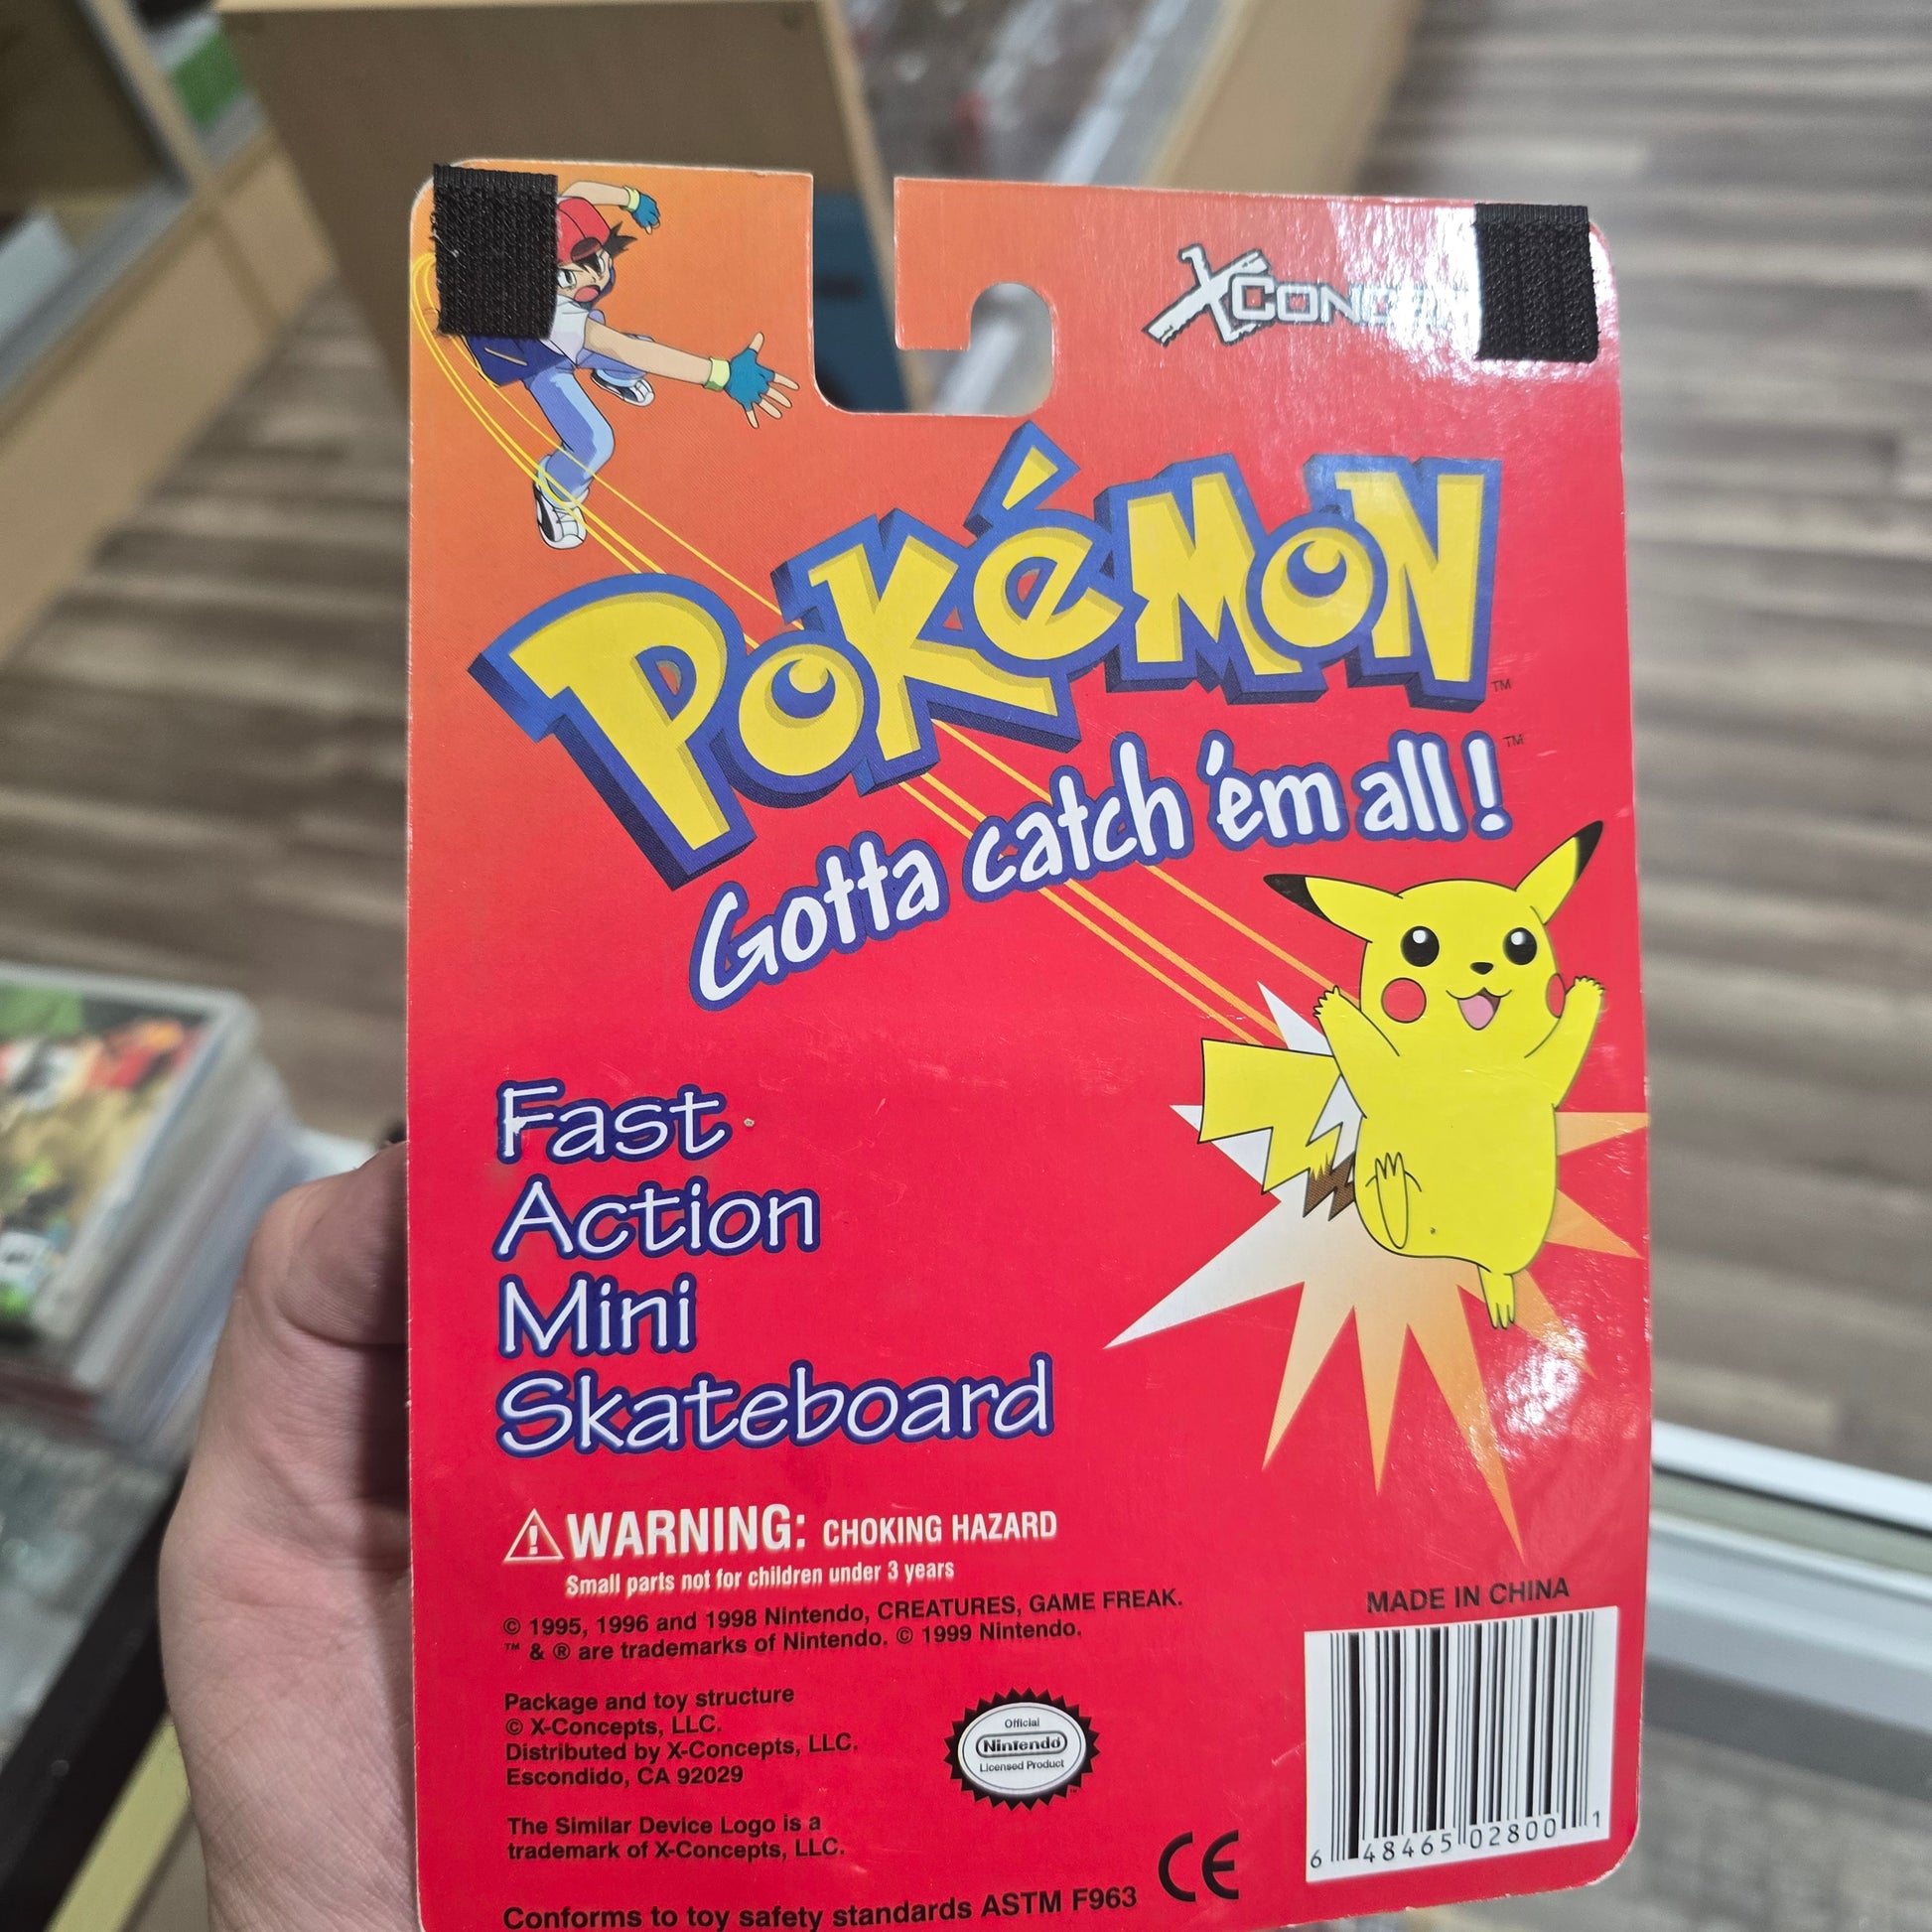 Pokémon™
Gotta catch 'em all!™
Fast
Action
Mini
Skateboard
WARNING: CHOKING HAZARD
Small parts not for children under 3 years
© 1995, 1996 and 1998 Nintendo, CREATURES, GAME FREAK.
™ & ® are trademarks of Nintendo. © 1999 Nintendo.
Package and toy structure
© X-Concepts, LLC.
Distributed by X-Concepts, LLC.
Escondido, CA 92029
The Similar Device Logo is a
trademark of X-Concepts, LLC.
Conforms to toy safety standards ASTM F963
Official
Nintendo
Licensed Product
CE
MADE IN CHINA
6 48465 02800 1